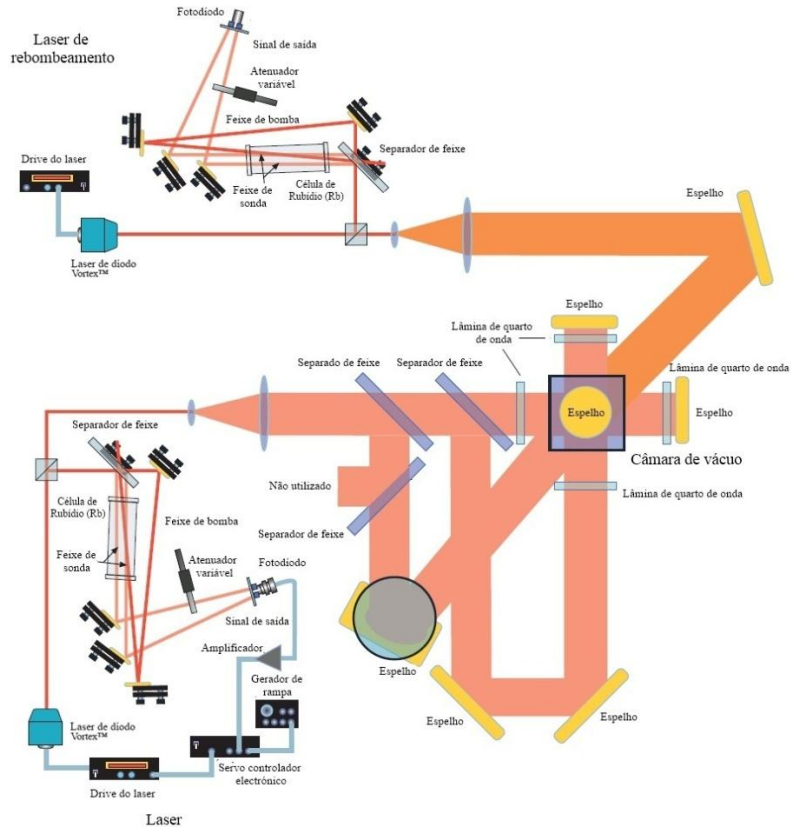 Fotodíodo
Laser de
rebombeamento
Sinal de saída
Atenuador
variável
Feixe de bomba
Separador de feixe
Drive do laser
Feixe de
sonda
Célula de
Rubídio (Rb)
Laser de díodo
Vortex™
Espelho
Espelho
Lâmina de quarto
de onda
Separado de feixe
Separador de feixe
Lâmina de quarto de onda
Espelho
Espelho
Câmara de vácuo
Separador de feixe
Célula de
Rubídio (Rb)
Não utilizado
Lâmina de quarto de onda
Feixe de bomba
Separador de feixe
Feixe de
sonda
Atenuador
variável
Fotodíodo
Sinal de saída
Amplificador
Espelho
Gerador de
rampa
Espelho
Espelho
Laser de díodo
Vortex™
Servo controlador
electrónico
Drive do laser
Laser